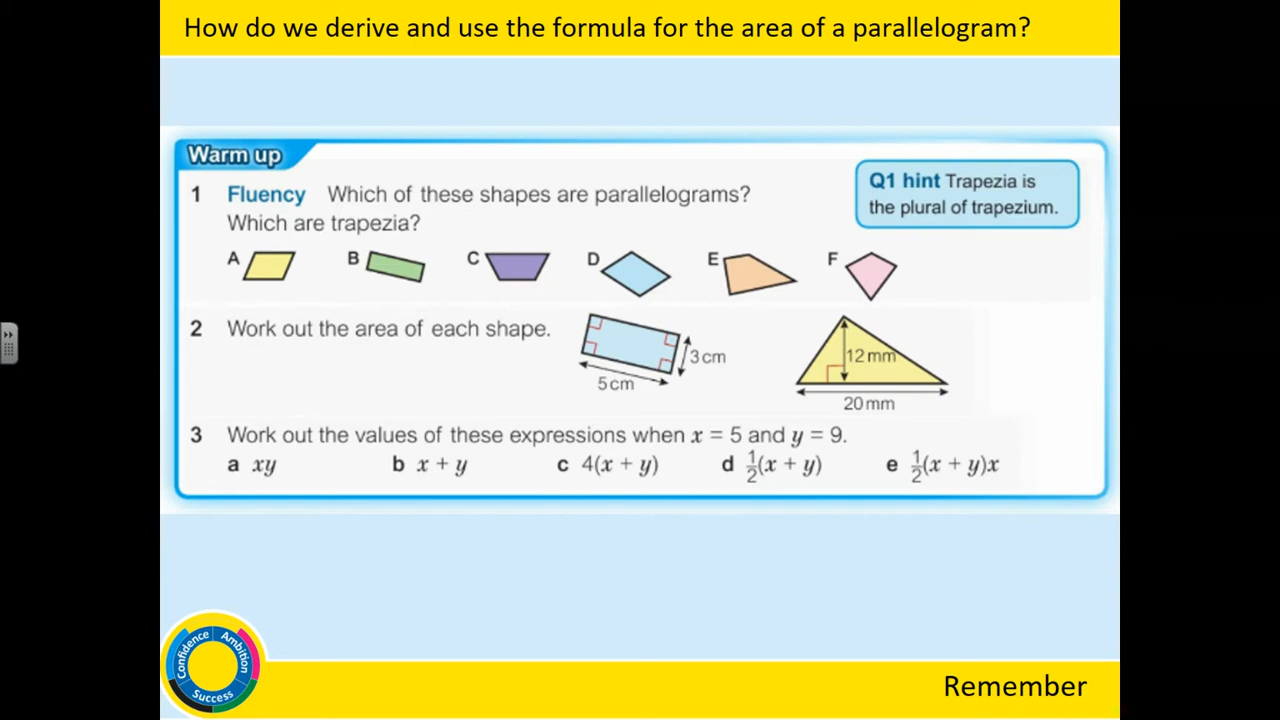 How do we derive and use the formula for the area of a parallelogram?
Warm up
1 Fluency Which of these shapes are parallelograms?
Which are trapezia?
Q1 hint Trapezia is
the plural of trapezium.
A B C D E F
2 Work out the area of each shape.
3 cm
5 cm
12 mm
20 mm
3 Work out the values of these expressions when x = 5 and y = 9.
a xy b x + y c 4(x + y) d ½(x + y) e ½(x + y)x
Confidence Ambition
Success
Remember